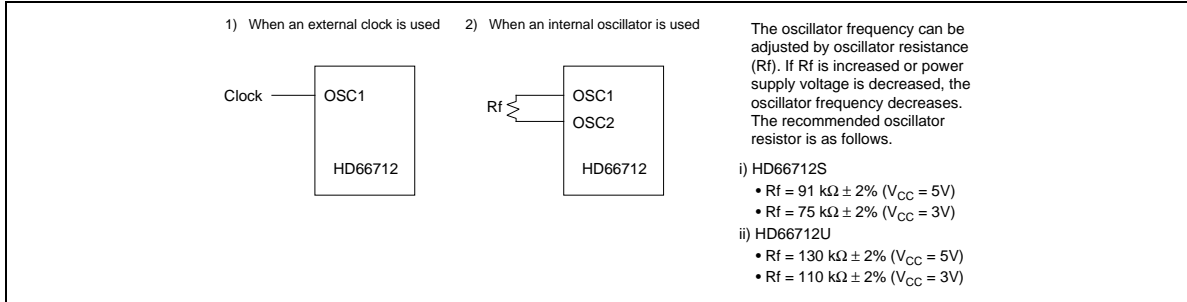 1) When an external clock is used
Clock
OSC1
HD66712
2) When an internal oscillator is used
Rf
OSC1
OSC2
HD66712
The oscillator frequency can be
adjusted by oscillator resistance
(Rf). If Rf is increased or power
supply voltage is decreased, the
oscillator frequency decreases.
The recommended oscillator
resistor is as follows.
i) HD66712S
• Rf = 91 kΩ ± 2% (VCC = 5V)
• Rf = 75 kΩ ± 2% (VCC = 3V)
ii) HD66712U
• Rf = 130 kΩ ± 2% (VCC = 5V)
• Rf = 110 kΩ ± 2% (VCC = 3V)